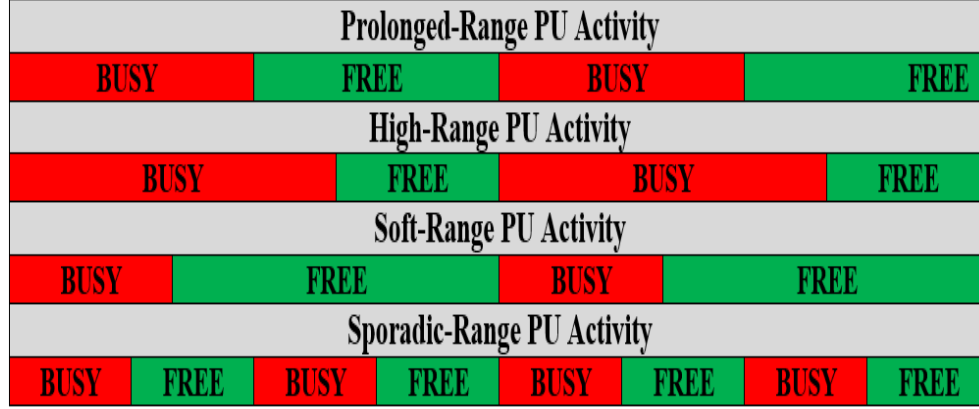 Prolonged-Range PU Activity
BUSY FREE BUSY FREE
High-Range PU Activity
BUSY FREE BUSY FREE
Soft-Range PU Activity
BUSY FREE BUSY FREE
Sporadic-Range PU Activity
BUSY FREE BUSY FREE BUSY FREE BUSY FREE